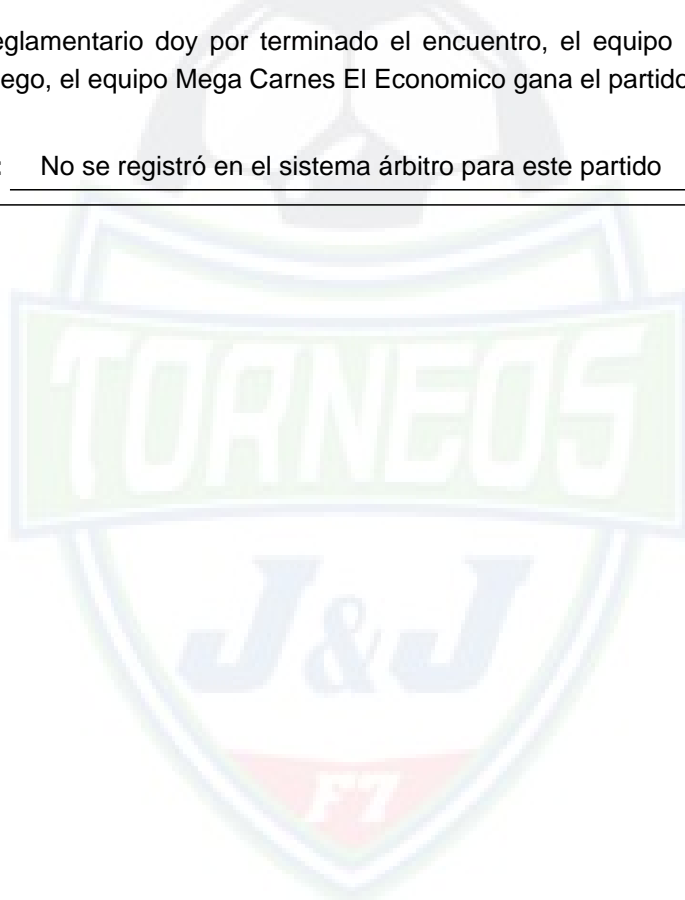 eglamentario doy por terminado el encuentro, el equipo
ego, el equipo Mega Carnes El Economico gana el partido
: No se registró en el sistema árbitro para este partido
TORNEOS
J&J
F7